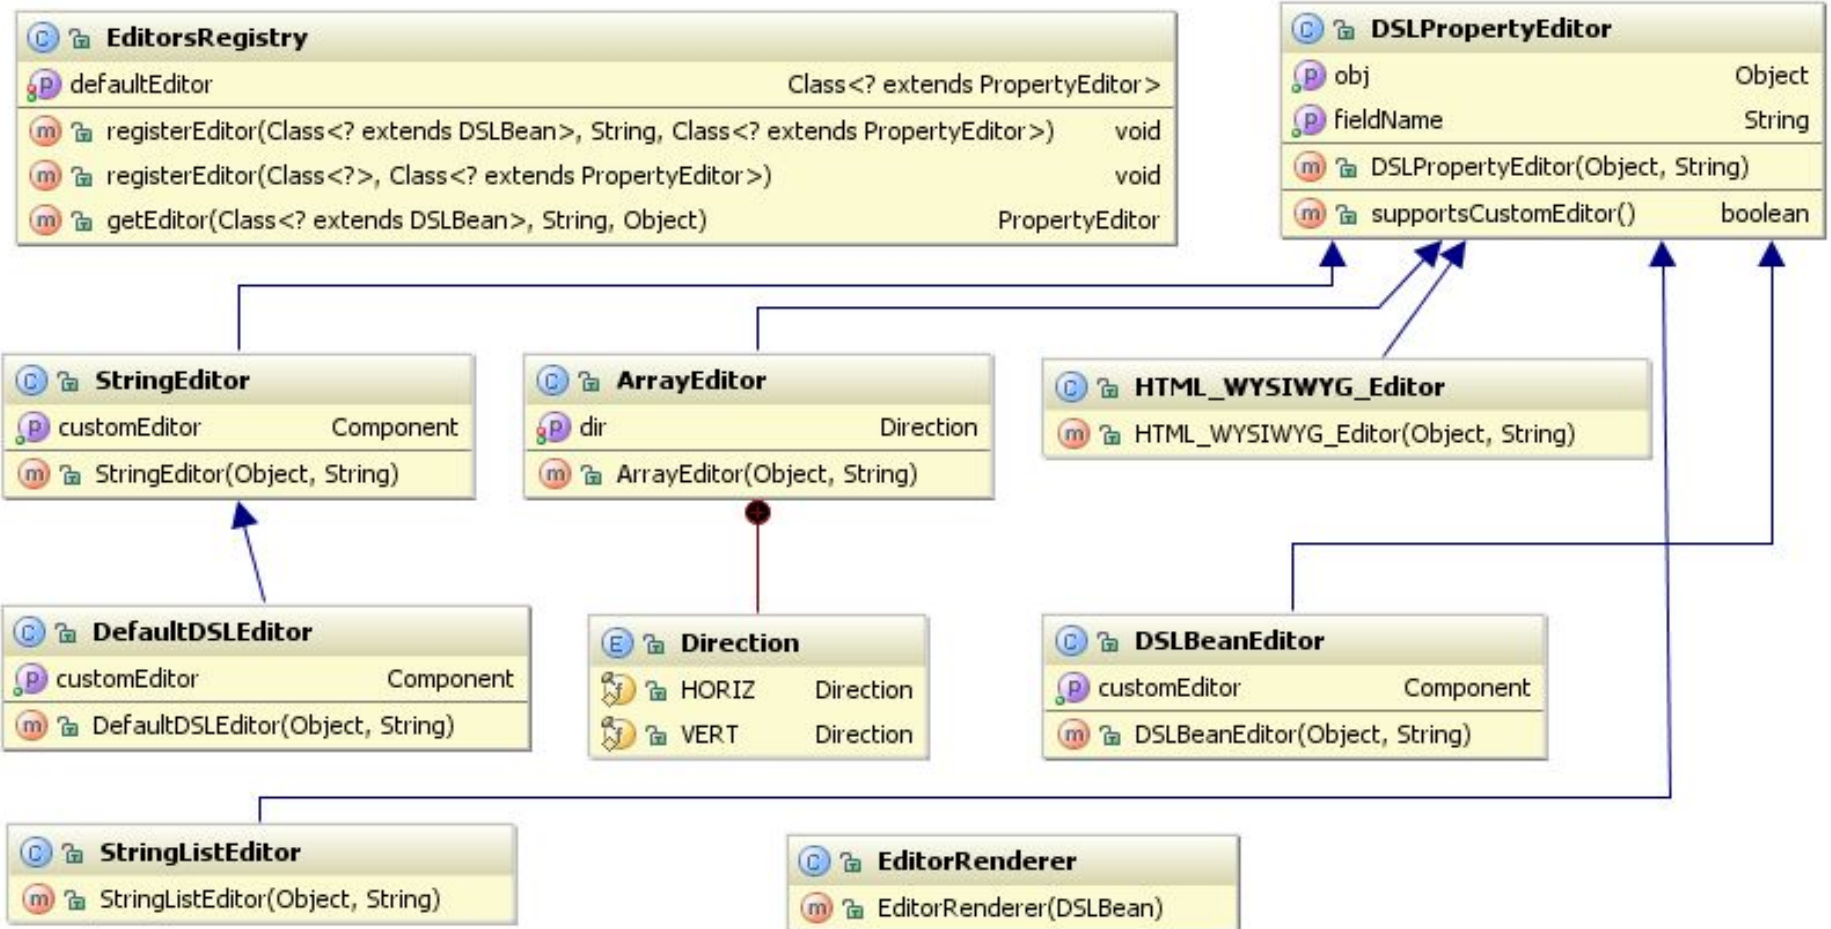 EditorsRegistry
defaultEditor Class<? extends PropertyEditor>
registerEditor(Class<? extends DSLBean>, String, Class<? extends PropertyEditor>) void
registerEditor(Class<?>, Class<? extends PropertyEditor>) void
getEditor(Class<? extends DSLBean>, String, Object) PropertyEditor
DSLPropertyEditor
obj Object
fieldName String
DSLPropertyEditor(Object, String)
supportsCustomEditor() boolean
StringEditor
customEditor Component
StringEditor(Object, String)
ArrayEditor
dir Direction
ArrayEditor(Object, String)
HTML_WYSIWYG_Editor
HTML_WYSIWYG_Editor(Object, String)
DefaultDSLEditor
customEditor Component
DefaultDSLEditor(Object, String)
Direction
HORIZ Direction
VERT Direction
DSLBeanEditor
customEditor Component
DSLBeanEditor(Object, String)
StringListEditor
StringListEditor(Object, String)
EditorRenderer
EditorRenderer(DSLBean)